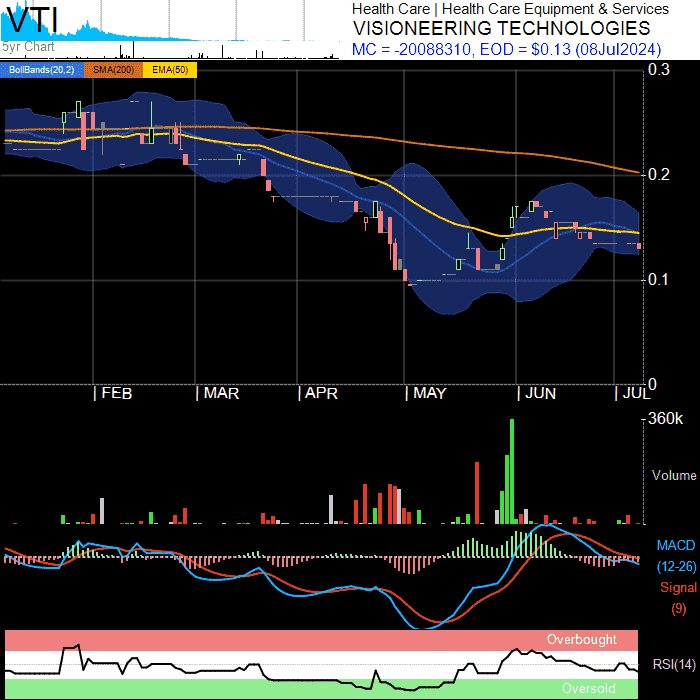 VTI
5yr Chart
Health Care | Health Care Equipment & Services
VISIONEERING TECHNOLOGIES
MC = -20088310, EOD = $0.13 (08Jul2024)
BollBands(20,2) SMA(200) EMA(50)
0.3
0.2
0.1
0
| FEB | MAR | APR | MAY | JUN | JUL
360k
Volume
MACD
(12-26)
Signal
(9)
Overbought
RSI(14)
Oversold